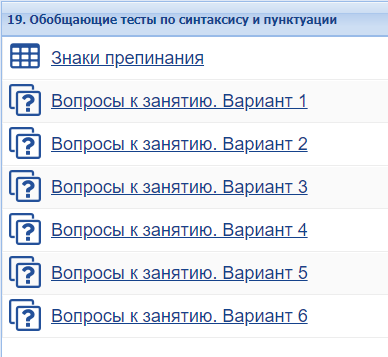 19. Обобщающие тесты по синтаксису и пунктуации
Знаки препинания
Вопросы к занятию. Вариант 1
Вопросы к занятию. Вариант 2
Вопросы к занятию. Вариант 3
Вопросы к занятию. Вариант 4
Вопросы к занятию. Вариант 5
Вопросы к занятию. Вариант 6